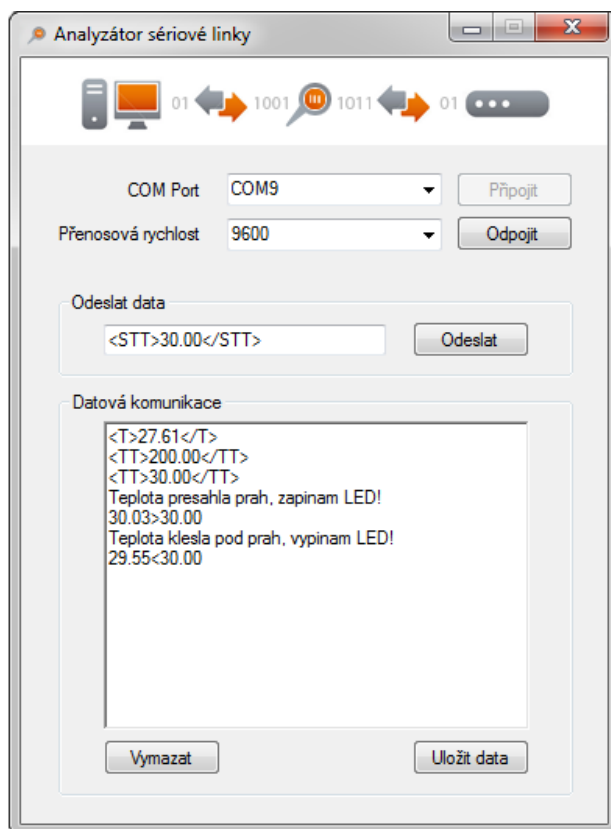 Analyzátor sériové linky
01 1001 1011 01
COM Port COM9 Připojit
Přenosová rychlost 9600 Odpojit
Odeslat data
<STT>30.00</STT> Odeslat
Datová komunikace
<T>27.61</T>
<TT>200.00</TT>
<TT>30.00</TT>
Teplota presahla prah, zapinam LED!
30.03>30.00
Teplota klesla pod prah, vypinam LED!
29.55<30.00
Vymazat Uložit data